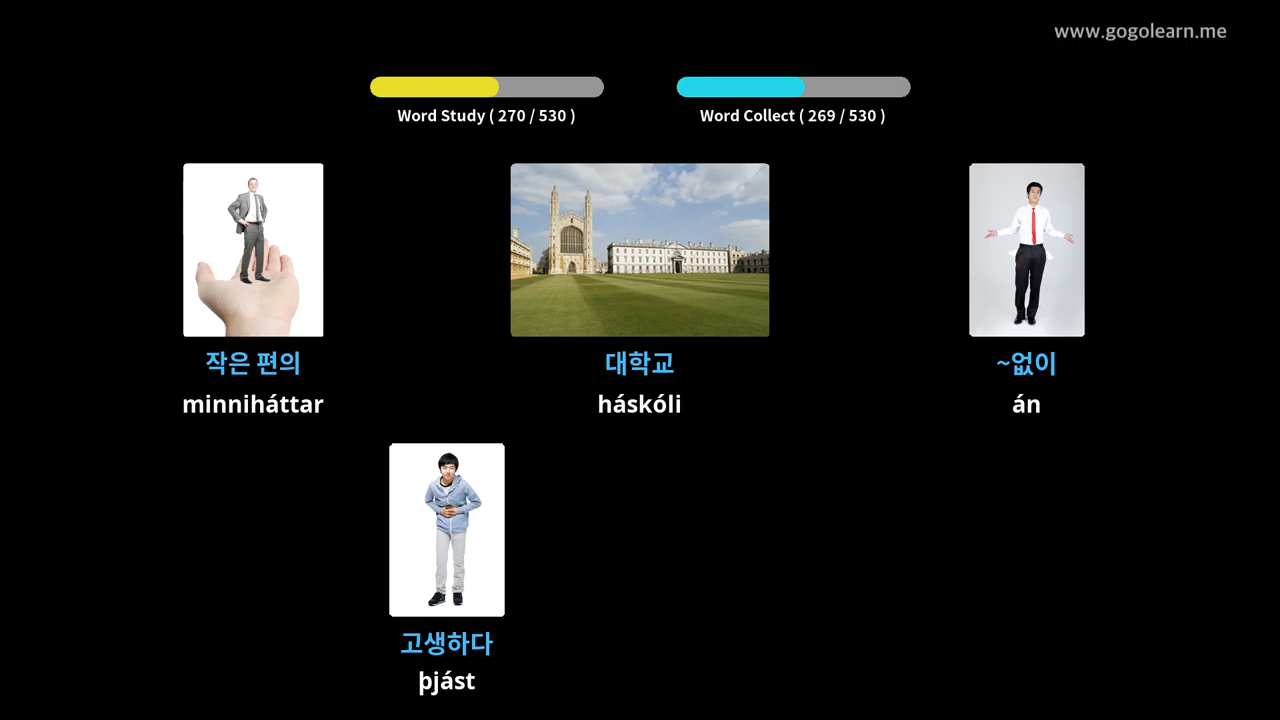 www.gogolearn.me
Word Study ( 270 / 530 )
Word Collect ( 269 / 530 )
작은 편의
minniháttar
대학교
háskóli
~없이
án
고생하다
þjást